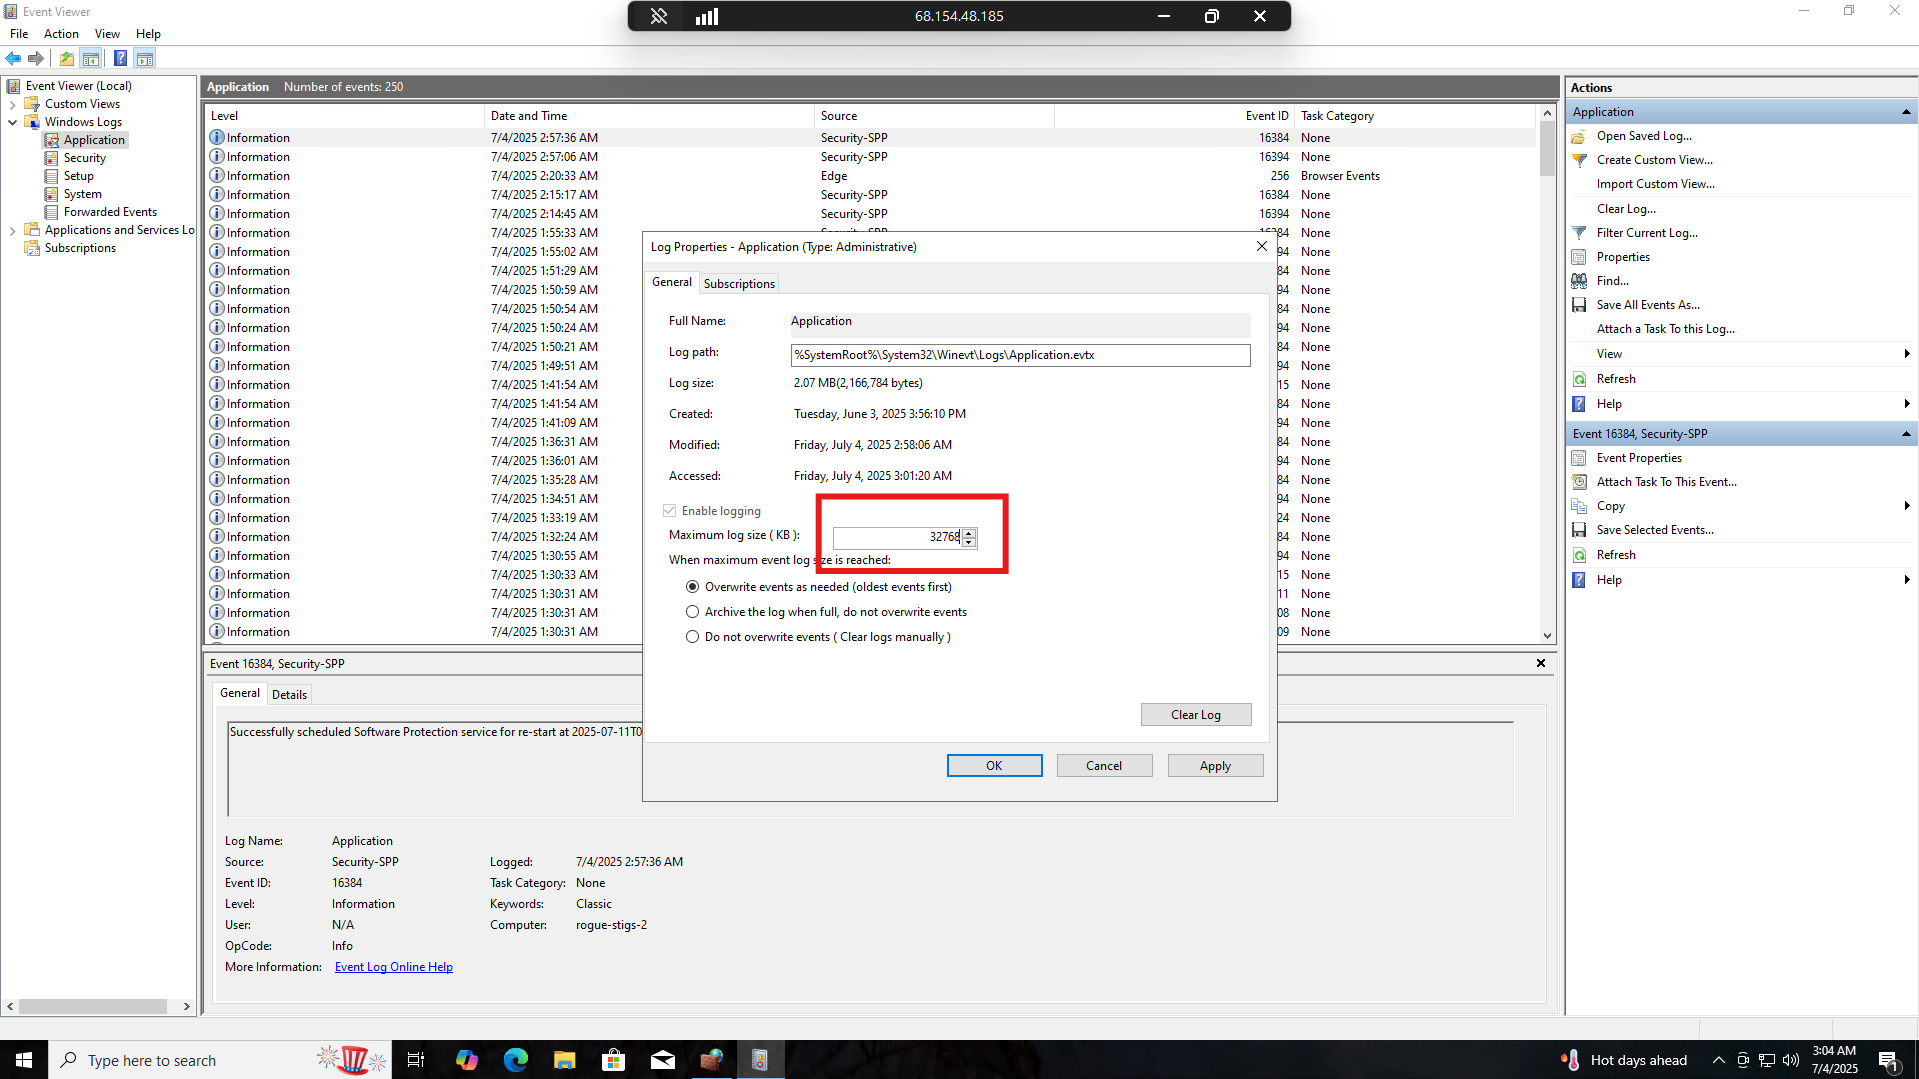 Event Viewer
68.154.48.185
File Action View Help
Event Viewer (Local)
Custom Views
Windows Logs
Application
Security
Setup
System
Forwarded Events
Applications and Services Lo
Subscriptions
Application Number of events: 250
Level Date and Time Source Event ID Task Category
Information 7/4/2025 2:57:36 AM Security-SPP 16384 None
Information 7/4/2025 2:57:06 AM Security-SPP 16394 None
Information 7/4/2025 2:20:33 AM Edge 256 Browser Events
Information 7/4/2025 2:15:17 AM Security-SPP 16384 None
Information 7/4/2025 2:14:45 AM Security-SPP 16394 None
Information 7/4/2025 1:55:33 AM 84 None
Information 7/4/2025 1:55:02 AM 94 None
Information 7/4/2025 1:51:29 AM 84 None
Information 7/4/2025 1:50:59 AM 94 None
Information 7/4/2025 1:50:54 AM 84 None
Information 7/4/2025 1:50:24 AM 94 None
Information 7/4/2025 1:50:21 AM 84 None
Information 7/4/2025 1:49:51 AM 94 None
Information 7/4/2025 1:41:54 AM 15 None
Information 7/4/2025 1:41:54 AM 84 None
Information 7/4/2025 1:41:09 AM 94 None
Information 7/4/2025 1:36:31 AM 84 None
Information 7/4/2025 1:36:01 AM 94 None
Information 7/4/2025 1:35:28 AM 84 None
Information 7/4/2025 1:34:51 AM 94 None
Information 7/4/2025 1:33:19 AM 24 None
Information 7/4/2025 1:32:24 AM 84 None
Information 7/4/2025 1:30:55 AM 94 None
Information 7/4/2025 1:30:31 AM 15 None
Information 7/4/2025 1:30:31 AM 11 None
Information 7/4/2025 1:30:31 AM 08 None
Information 7/4/2025 1:30:31 AM 09 None
Log Properties - Application (Type: Administrative)
General Subscriptions
Full Name: Application
Log path: %SystemRoot%\System32\Winevt\Logs\Application.evtx
Log size: 2.07 MB(2,166,784 bytes)
Created: Tuesday, June 3, 2025 3:56:10 PM
Modified: Friday, July 4, 2025 2:58:06 AM
Accessed: Friday, July 4, 2025 3:01:20 AM
Enable logging
Maximum log size ( KB ): 32768
When maximum event log size is reached:
Overwrite events as needed (oldest events first)
Archive the log when full, do not overwrite events
Do not overwrite events ( Clear logs manually )
Clear Log
OK Cancel Apply
Event 16384, Security-SPP
General Details
Successfully scheduled Software Protection service for re-start at 2025-07-11T0
Log Name: Application
Source: Security-SPP Logged: 7/4/2025 2:57:36 AM
Event ID: 16384 Task Category: None
Level: Information Keywords: Classic
User: N/A Computer: rogue-stigs-2
OpCode: Info
More Information: Event Log Online Help
Actions
Application
Open Saved Log...
Create Custom View...
Import Custom View...
Clear Log...
Filter Current Log...
Properties
Find...
Save All Events As...
Attach a Task To this Log...
View
Refresh
Help
Event 16384, Security-SPP
Event Properties
Attach Task To This Event...
Copy
Save Selected Events...
Refresh
Help
Type here to search
Hot days ahead
3:04 AM
7/4/2025
1